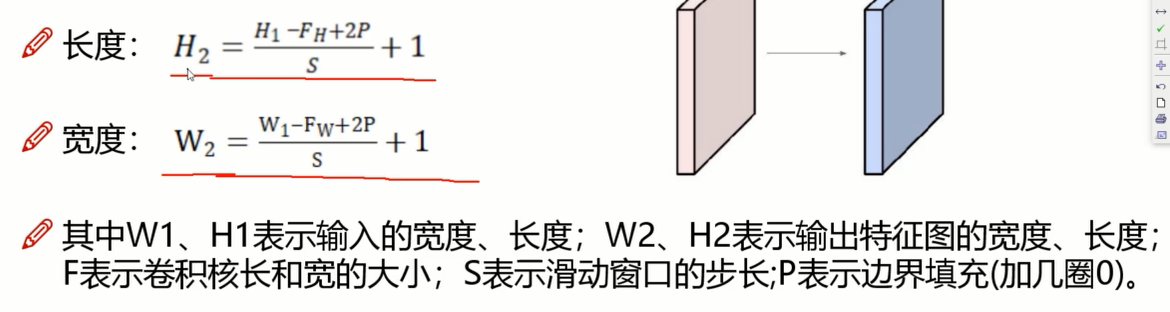 长度： H₂ = (H₁ −F_H+2P)/S + 1
宽度： W₂ = (W₁−F_W+2P)/S + 1
其中W1、H1表示输入的宽度、长度；W2、H2表示输出特征图的宽度、长度；
F表示卷积核长和宽的大小；S表示滑动窗口的步长;P表示边界填充(加几圈0)。